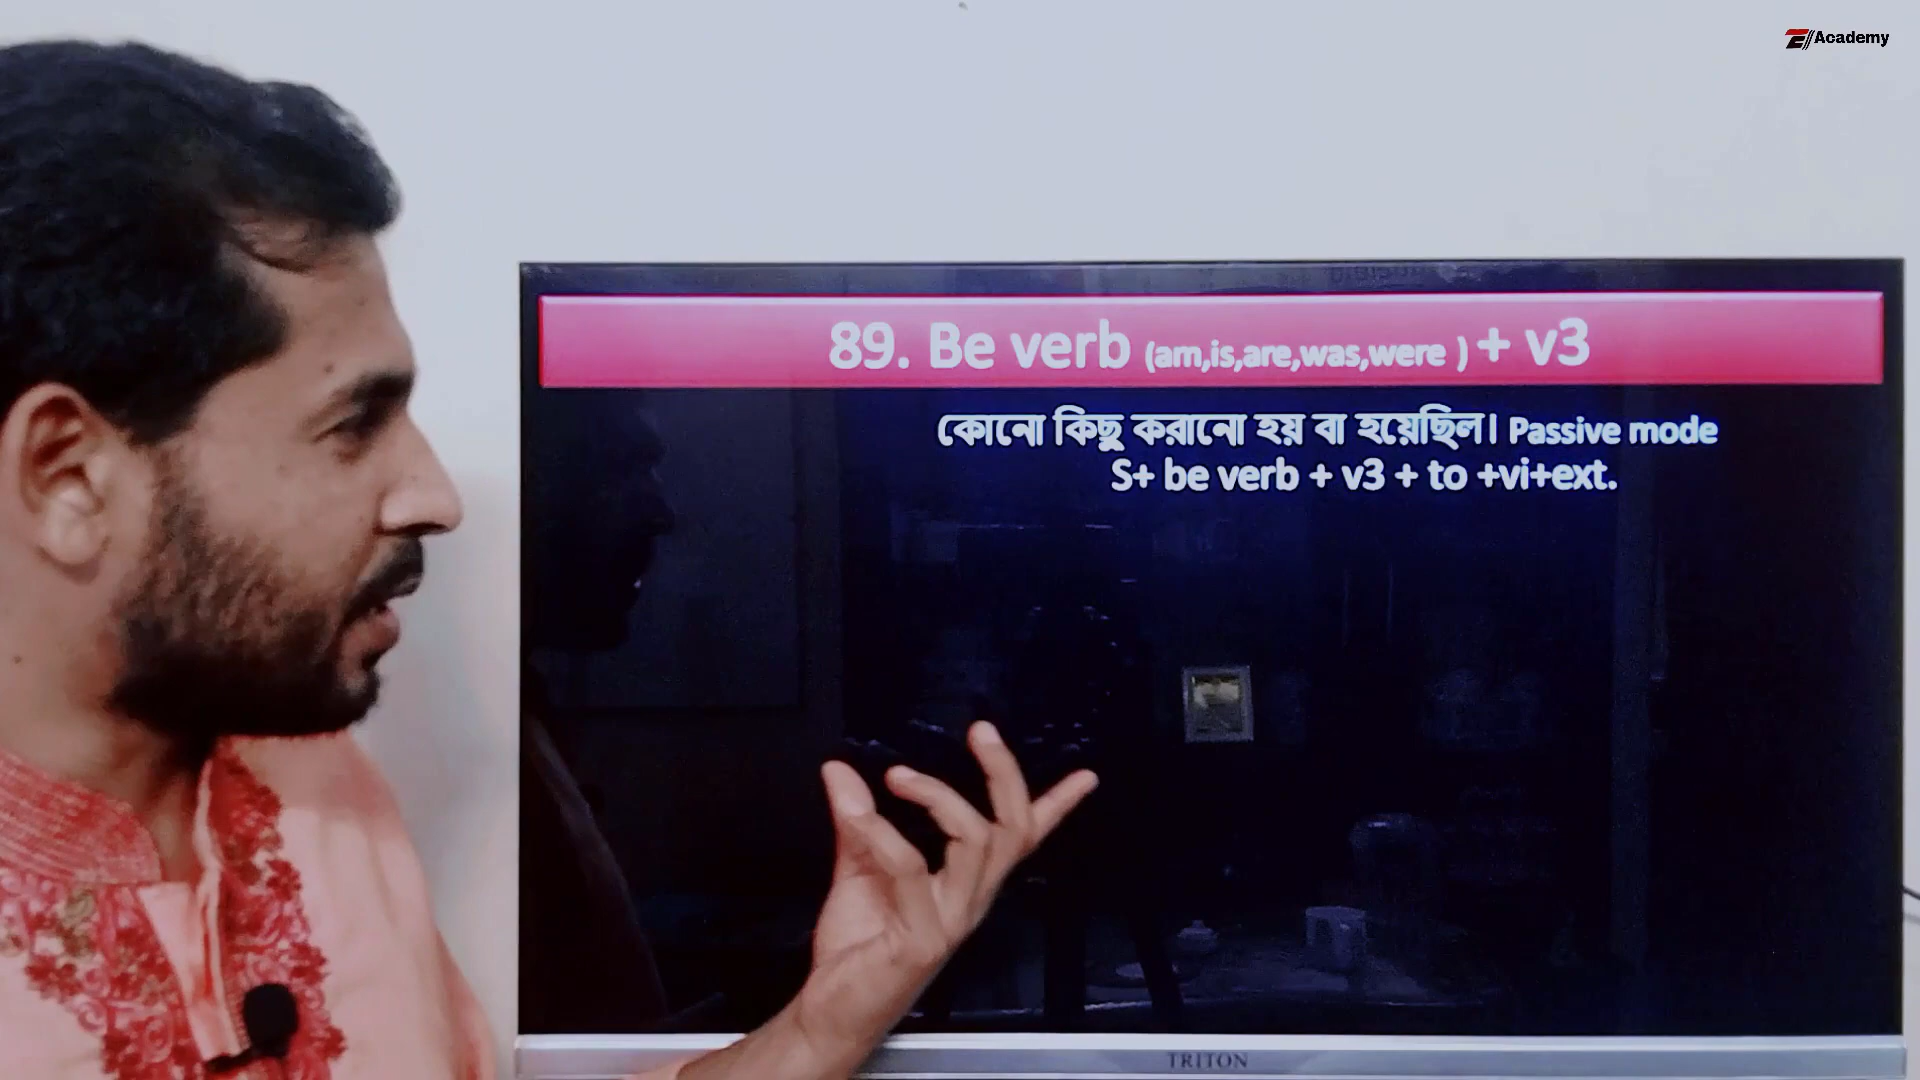 Academy
89. Be verb (am,is,are,was,were ) + v3
কোনো কিছু করানো হয় বা হয়েছিল। Passive mode
S+ be verb + v3 + to +vi+ext.
TRITON